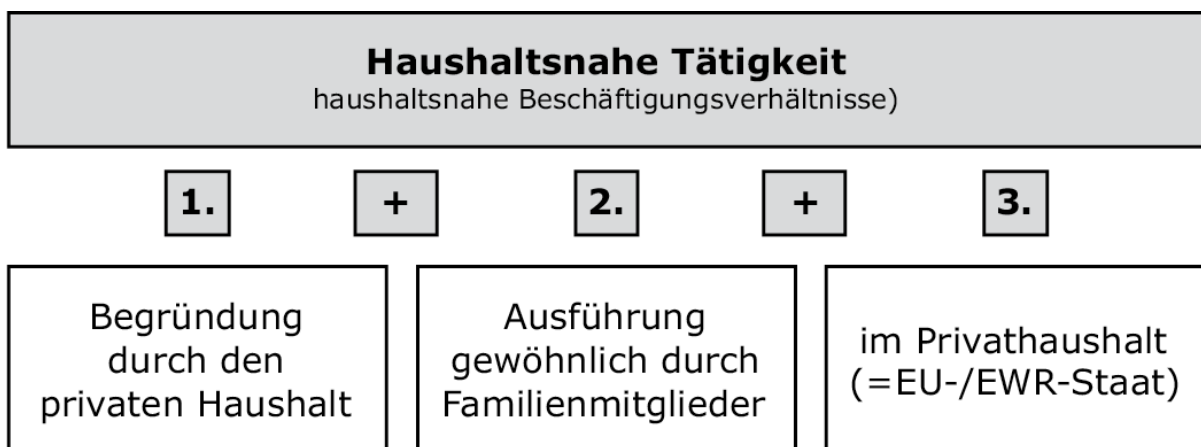 Haushaltsnahe Tätigkeit
haushaltsnahe Beschäftigungsverhältnisse)
1.
+
2.
+
3.
Begründung
durch den
privaten Haushalt
Ausführung
gewöhnlich durch
Familienmitglieder
im Privathaushalt
(=EU-/EWR-Staat)